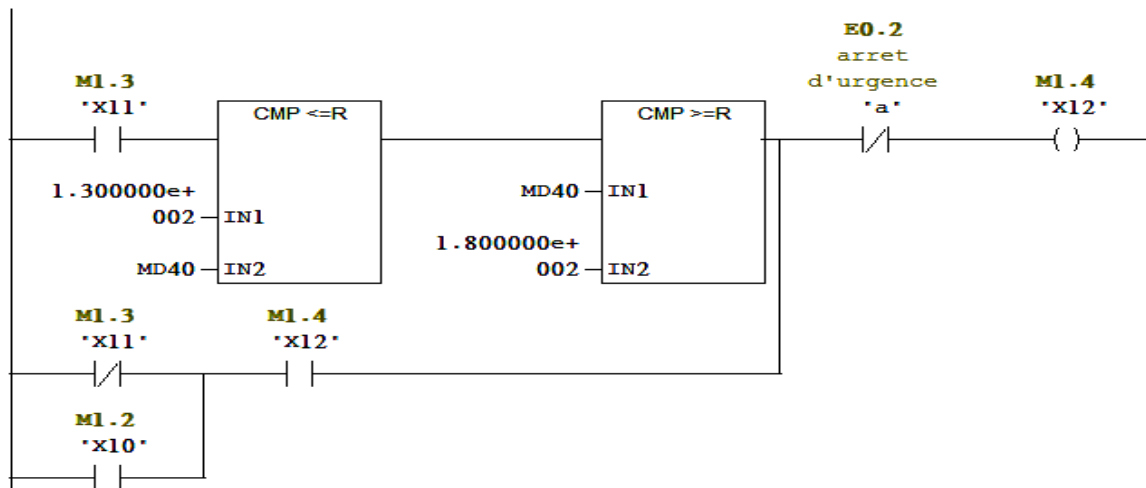 E0.2
arret
d'urgence
"a"
M1.3
"X11"
M1.4
"X12"
CMP <=R
CMP >=R
1.300000e+
002
IN1
MD40
IN2
MD40
IN1
1.800000e+
002
IN2
M1.3
"X11"
M1.4
"X12"
M1.2
"X10"